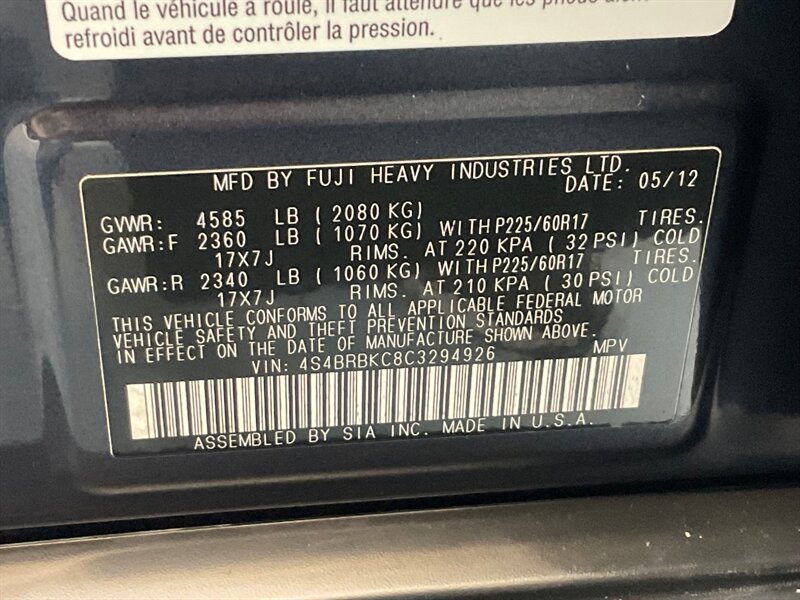 Quand le véhicule a roulé, il faut attendre que les pneus aient
refroidi avant de contrôler la pression.
MFD BY FUJI HEAVY INDUSTRIES LTD.
DATE: 05/12
GVWR: 4585 LB ( 2080 KG)
GAWR:F 2360 LB ( 1070 KG) WITH P225/60R17 TIRES.
17X7J RIMS. AT 220 KPA ( 32 PSI) COLD
GAWR:R 2340 LB ( 1060 KG) WITH P225/60R17 TIRES.
17X7J RIMS. AT 210 KPA ( 30 PSI) COLD
THIS VEHICLE CONFORMS TO ALL APPLICABLE FEDERAL MOTOR
VEHICLE SAFETY AND THEFT PREVENTION STANDARDS
IN EFFECT ON THE DATE OF MANUFACTURE SHOWN ABOVE.
VIN: 4S4BRBKC8C3294926 MPV
ASSEMBLED BY SIA INC. MADE IN U.S.A.